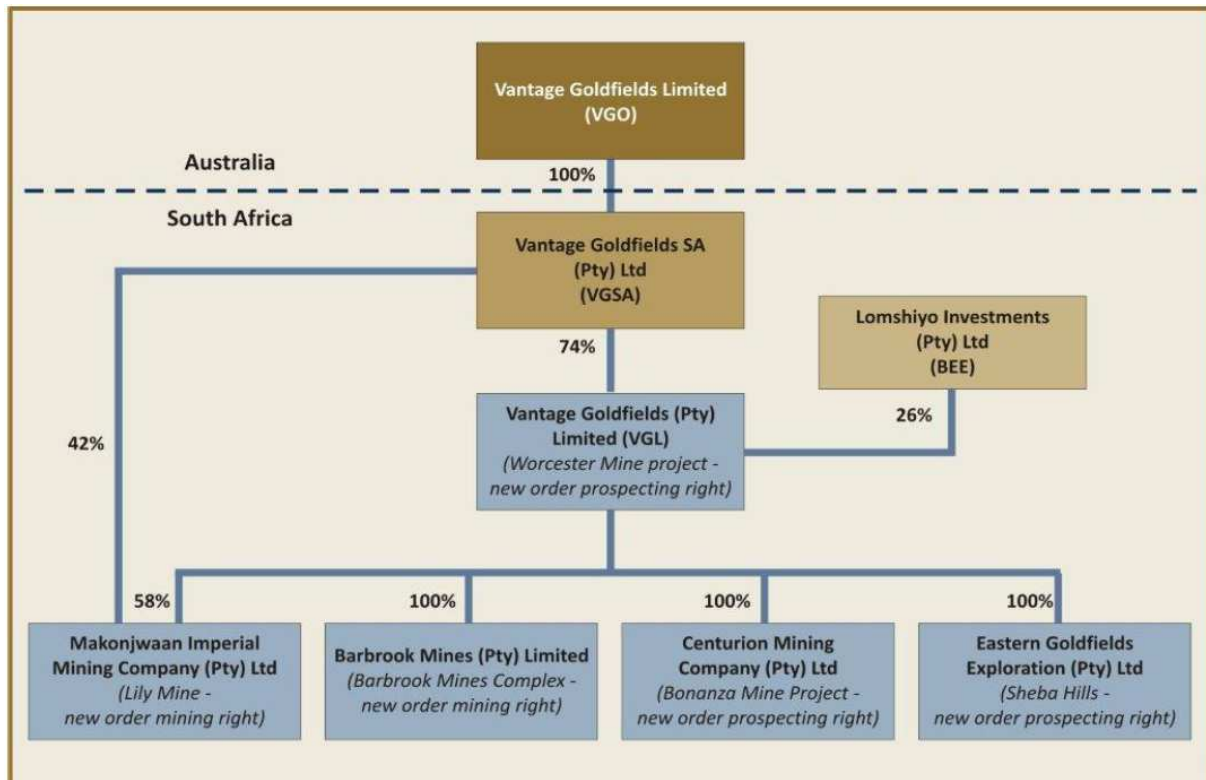 Vantage Goldfields Limited
(VGO)
Australia
100%
South Africa
Vantage Goldfields SA
(Pty) Ltd
(VGSA)
Lomshiyo Investments
(Pty) Ltd
(BEE)
74%
26%
42%
Vantage Goldfields (Pty)
Limited (VGL)
(Worcester Mine project -
new order prospecting right)
58%
100%
100%
100%
Makonjwaan Imperial
Mining Company (Pty) Ltd
(Lily Mine -
new order mining right)
Barbrook Mines (Pty) Limited
(Barbrook Mines Complex -
new order mining right)
Centurion Mining
Company (Pty) Ltd
(Bonanza Mine Project -
new order prospecting right)
Eastern Goldfields
Exploration (Pty) Ltd
(Sheba Hills -
new order prospecting right)